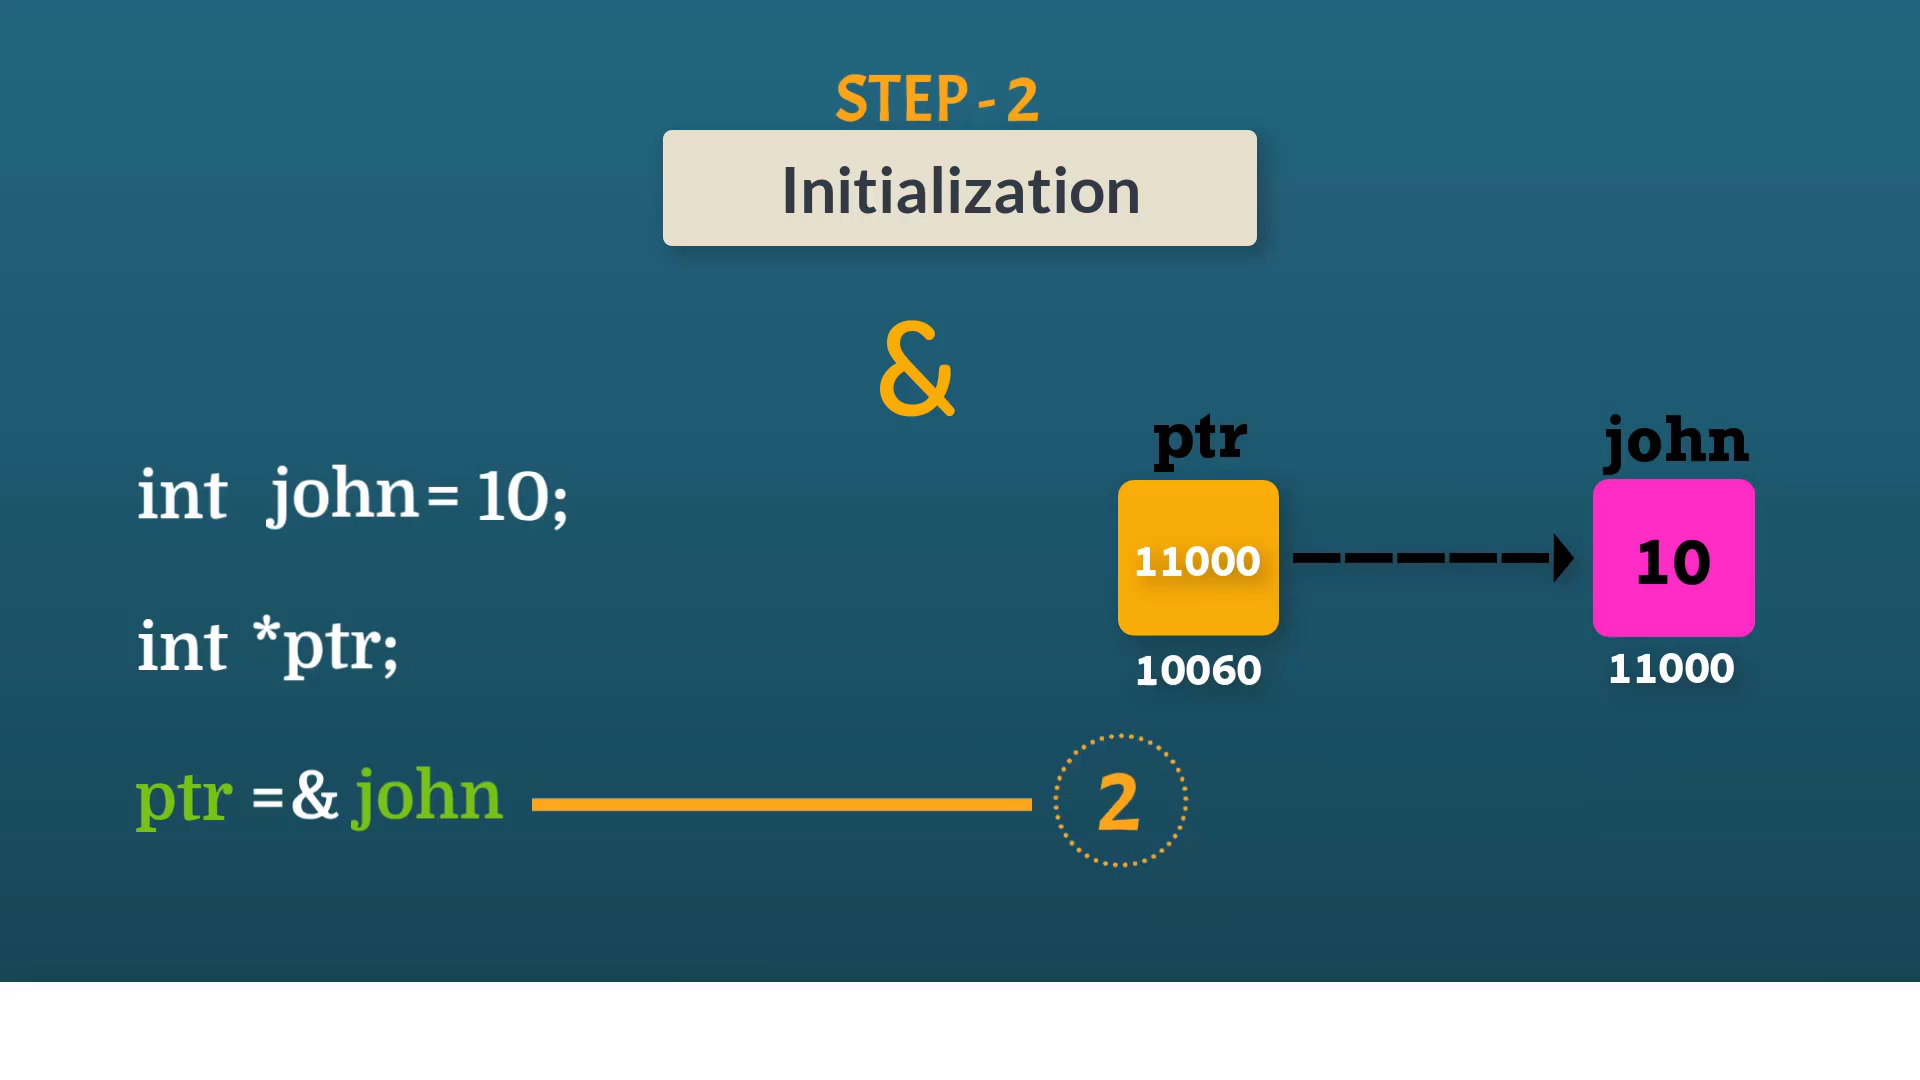 STEP-2
Initialization
&
int john= 10;
int *ptr;
ptr =& john
2
ptr john
11000 10
10060 11000